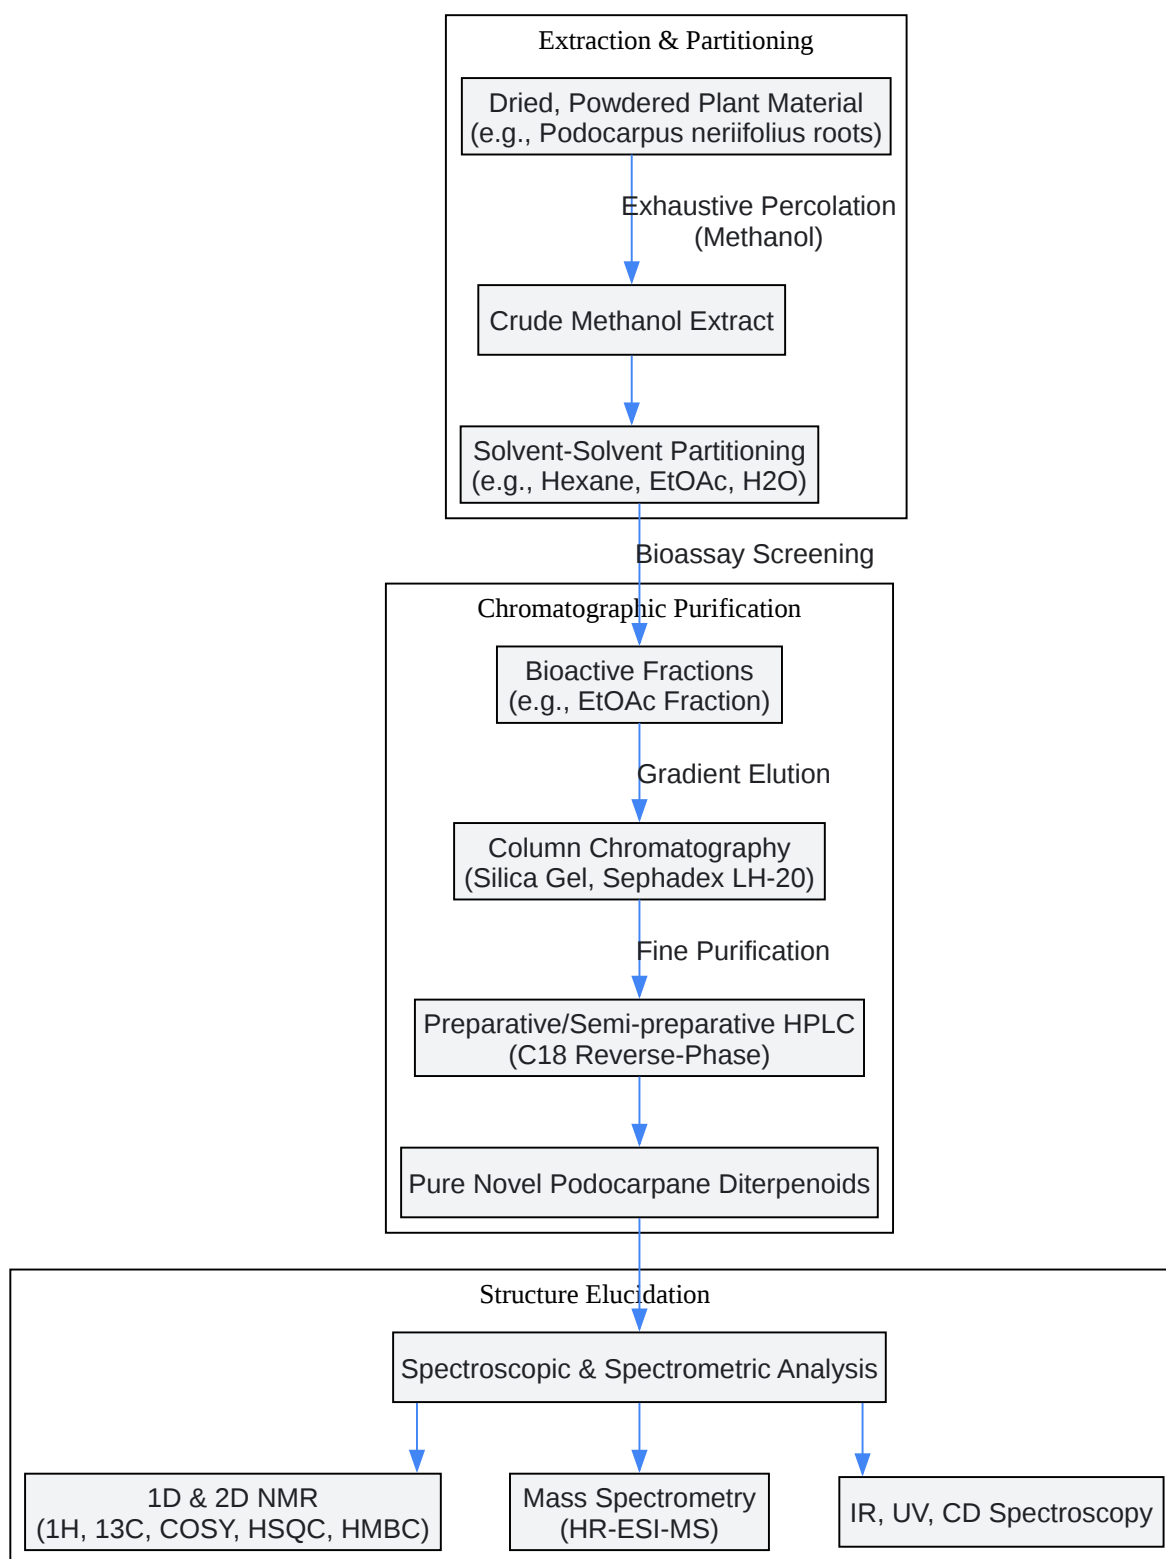 Extraction & Partitioning
Dried, Powdered Plant Material
(e.g., Podocarpus neriifolius roots)
Exhaustive Percolation
(Methanol)
Crude Methanol Extract
Solvent-Solvent Partitioning
(e.g., Hexane, EtOAc, H2O)
Bioassay Screening
Chromatographic Purification
Bioactive Fractions
(e.g., EtOAc Fraction)
Gradient Elution
Column Chromatography
(Silica Gel, Sephadex LH-20)
Fine Purification
Preparative/Semi-preparative HPLC
(C18 Reverse-Phase)
Pure Novel Podocarpane Diterpenoids
Structure Elucidation
Spectroscopic & Spectrometric Analysis
1D & 2D NMR
(1H, 13C, COSY, HSQC, HMBC)
Mass Spectrometry
(HR-ESI-MS)
IR, UV, CD Spectroscopy